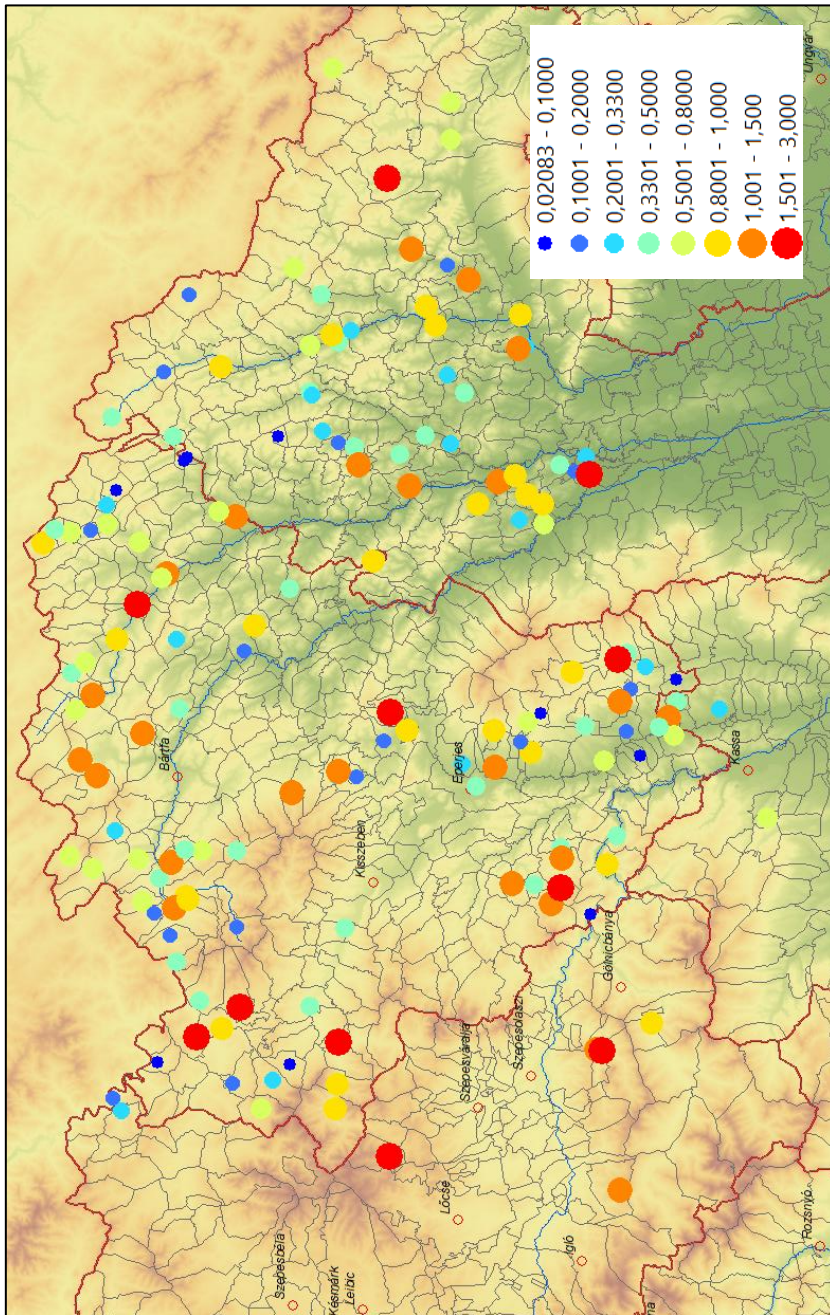 Ungvár
0,02083 - 0,1000
0,1001 - 0,2000
0,2001 - 0,3300
0,3301 - 0,5000
0,5001 - 0,8000
0,8001 - 1,000
1,001 - 1,500
1,501 - 3,000
Bártfa
Eperjes
Kassa
Kisszeben
Gölnicbánya
Szepesolaszi
Szepesváralja
Lőcse
Igló
Rozsnyó
Szepesbéla
Késmárk
Leibic